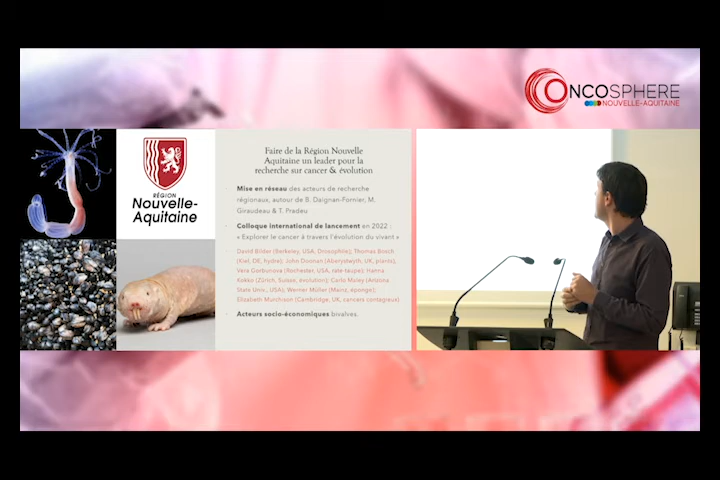 ONCOSPHERE
NOUVELLE-AQUITAINE
RÉGION
Nouvelle-
Aquitaine
Faire de la Région Nouvelle
Aquitaine un leader pour la
recherche sur cancer & évolution
Mise en réseau des acteurs de recherche
régionaux, autour de B. Daignan-Fornier, M.
Giraudeau & T. Pradeu
Colloque international de lancement en 2022 :
« Explorer le cancer à travers l'évolution du vivant »
David Bilder (Berkeley, USA, Drosophile); Thomas Bosch
(Kiel, DE, hydre); John Doonan (Aberystwyth, UK, plants);
Vera Gorbunova (Rochester, USA, rate-taupe); Hanna
Kokko (Zürich, Suisse, évolution); Carlo Maley (Arizona
State Univ., USA); Werner Müller (Mainz, éponge);
Elizabeth Murchison (Cambridge, UK, cancers contagieux)
Acteurs socio-économiques bivalves.